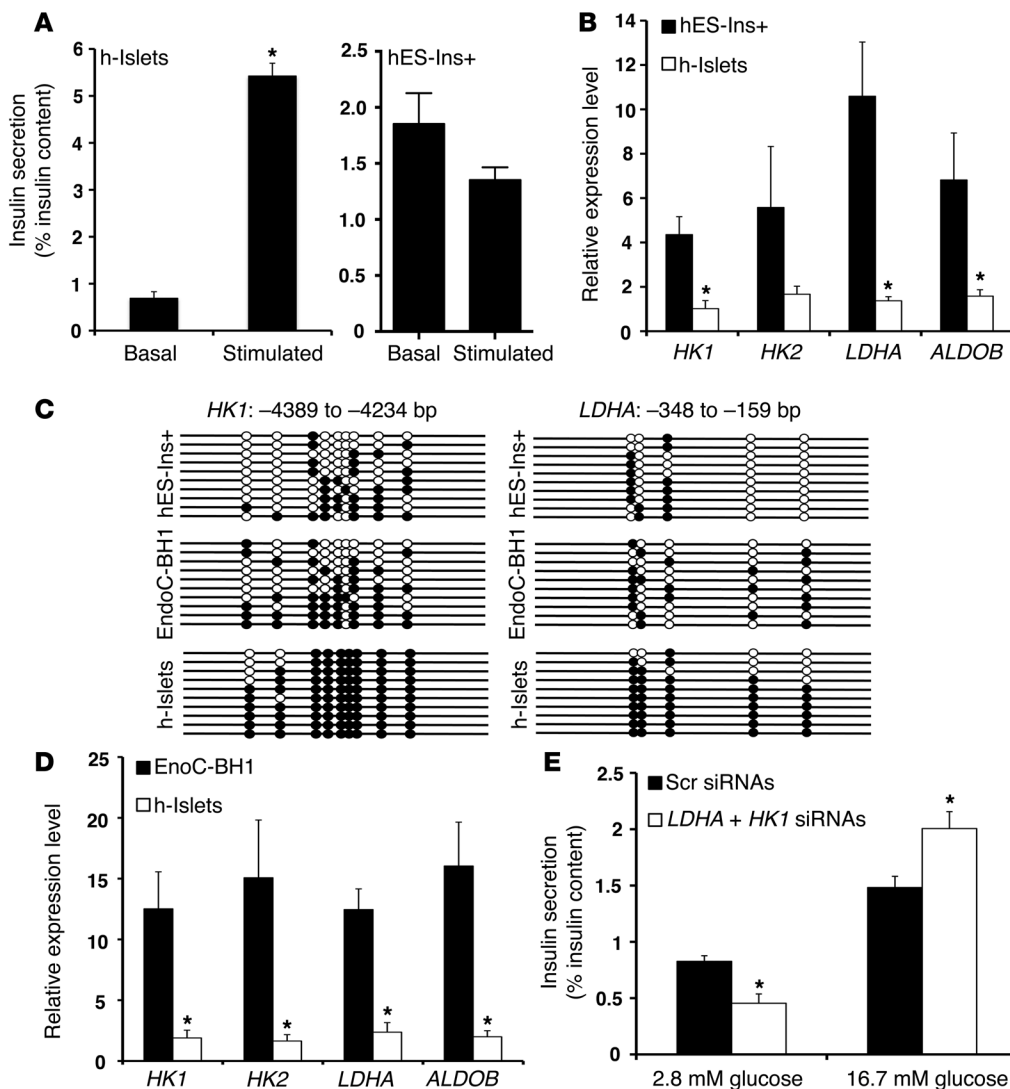 A
h-Islets
Insulin secretion
(% insulin content)
6
5
4
3
2
1
0
*
Basal
Stimulated
hES-Ins+
2.5
2.0
1.5
1.0
0.5
0.0
Basal
Stimulated
B
hES-Ins+
h-Islets
Relative expression level
14
12
10
8
6
4
2
0
*
*
*
HK1
HK2
LDHA
ALDOB
C
HK1: –4389 to –4234 bp
LDHA: –348 to –159 bp
hES-Ins+
hES-Ins+
EndoC-BH1
EndoC-BH1
h-Islets
h-Islets
D
EnoC-BH1
h-Islets
Relative expression level
25
20
15
10
5
0
*
*
*
*
HK1
HK2
LDHA
ALDOB
E
Scr siRNAs
LDHA + HK1 siRNAs
Insulin secretion
(% insulin content)
2.5
2
1.5
1
0.5
0
*
*
2.8 mM glucose
16.7 mM glucose